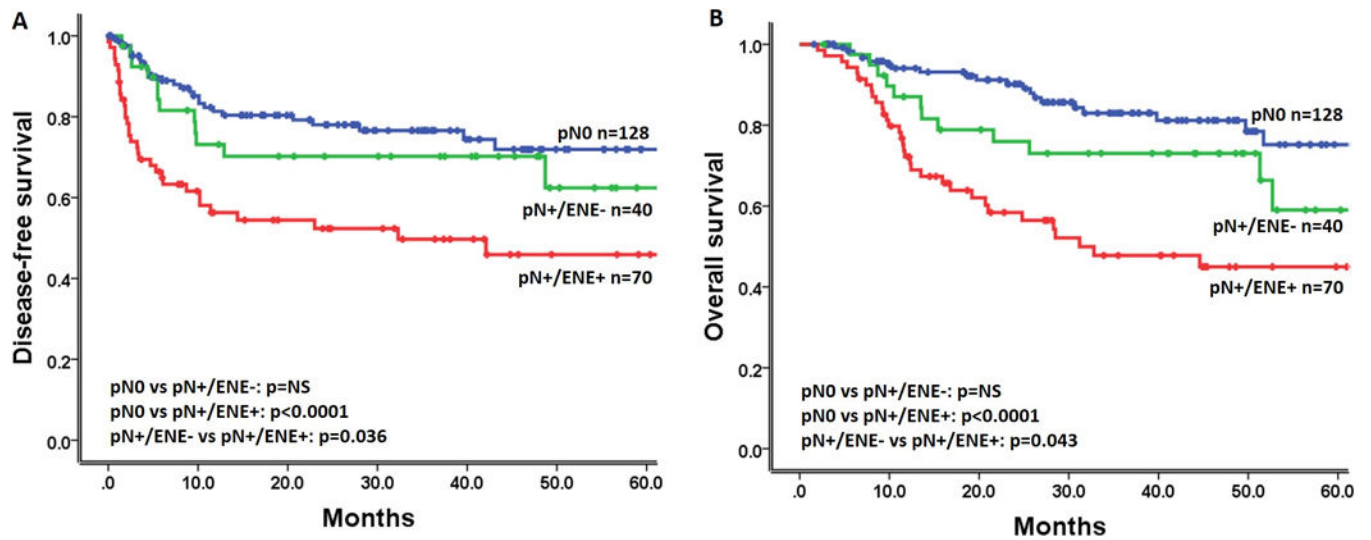 A
Disease-free survival
1.0
0.8
0.6
0.4
0.2
0.0
pN0 n=128
pN+/ENE- n=40
pN+/ENE+ n=70
pN0 vs pN+/ENE-: p=NS
pN0 vs pN+/ENE+: p<0.0001
pN+/ENE- vs pN+/ENE+: p=0.036
.0 10.0 20.0 30.0 40.0 50.0 60.0
Months
B
Overall survival
1.0
0.8
0.6
0.4
0.2
0.0
pN0 n=128
pN+/ENE- n=40
pN+/ENE+ n=70
pN0 vs pN+/ENE-: p=NS
pN0 vs pN+/ENE+: p<0.0001
pN+/ENE- vs pN+/ENE+: p=0.043
.0 10.0 20.0 30.0 40.0 50.0 60.0
Months